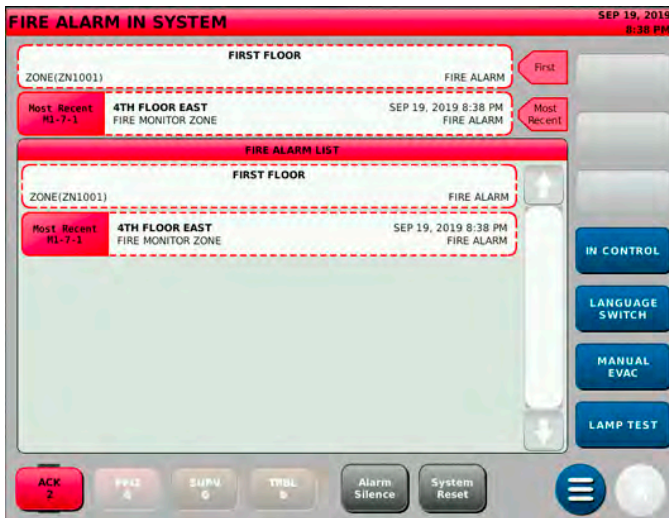 FIRE ALARM IN SYSTEM
SEP 19, 2019
8:38 PM
FIRST FLOOR
ZONE(ZN1001)
FIRE ALARM
First
Most Recent
M1-7-1
4TH FLOOR EAST
FIRE MONITOR ZONE
SEP 19, 2019 8:38 PM
FIRE ALARM
Most
Recent
FIRE ALARM LIST
FIRST FLOOR
ZONE(ZN1001)
FIRE ALARM
Most Recent
M1-7-1
4TH FLOOR EAST
FIRE MONITOR ZONE
SEP 19, 2019 8:38 PM
FIRE ALARM
IN CONTROL
LANGUAGE
SWITCH
MANUAL
EVAC
LAMP TEST
ACK
2
SUPV
TRBL
Alarm
Silence
System
Reset